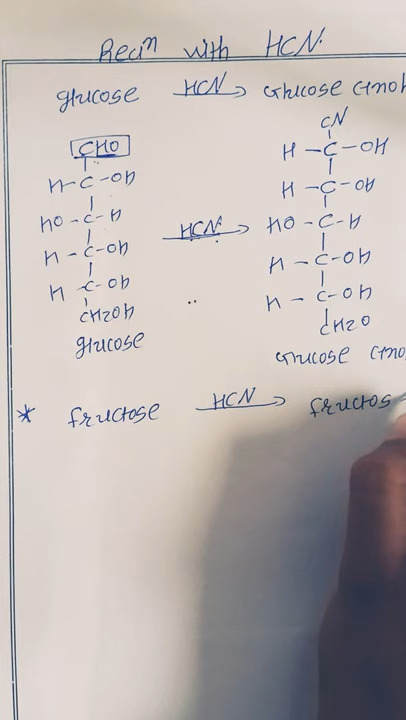 Reacⁿ with HCN:
glucose HCN→ Glucose cynoh
CHO
H-C-OH
HO-C-H
H-C-OH
H-C-OH
CH2OH
glucose
HCN:→
CN
H-C-OH
H-C-OH
HO-C-H
H-C-OH
H-C-OH
CH2O
Glucose cyno
* fructose HCN→ fructos